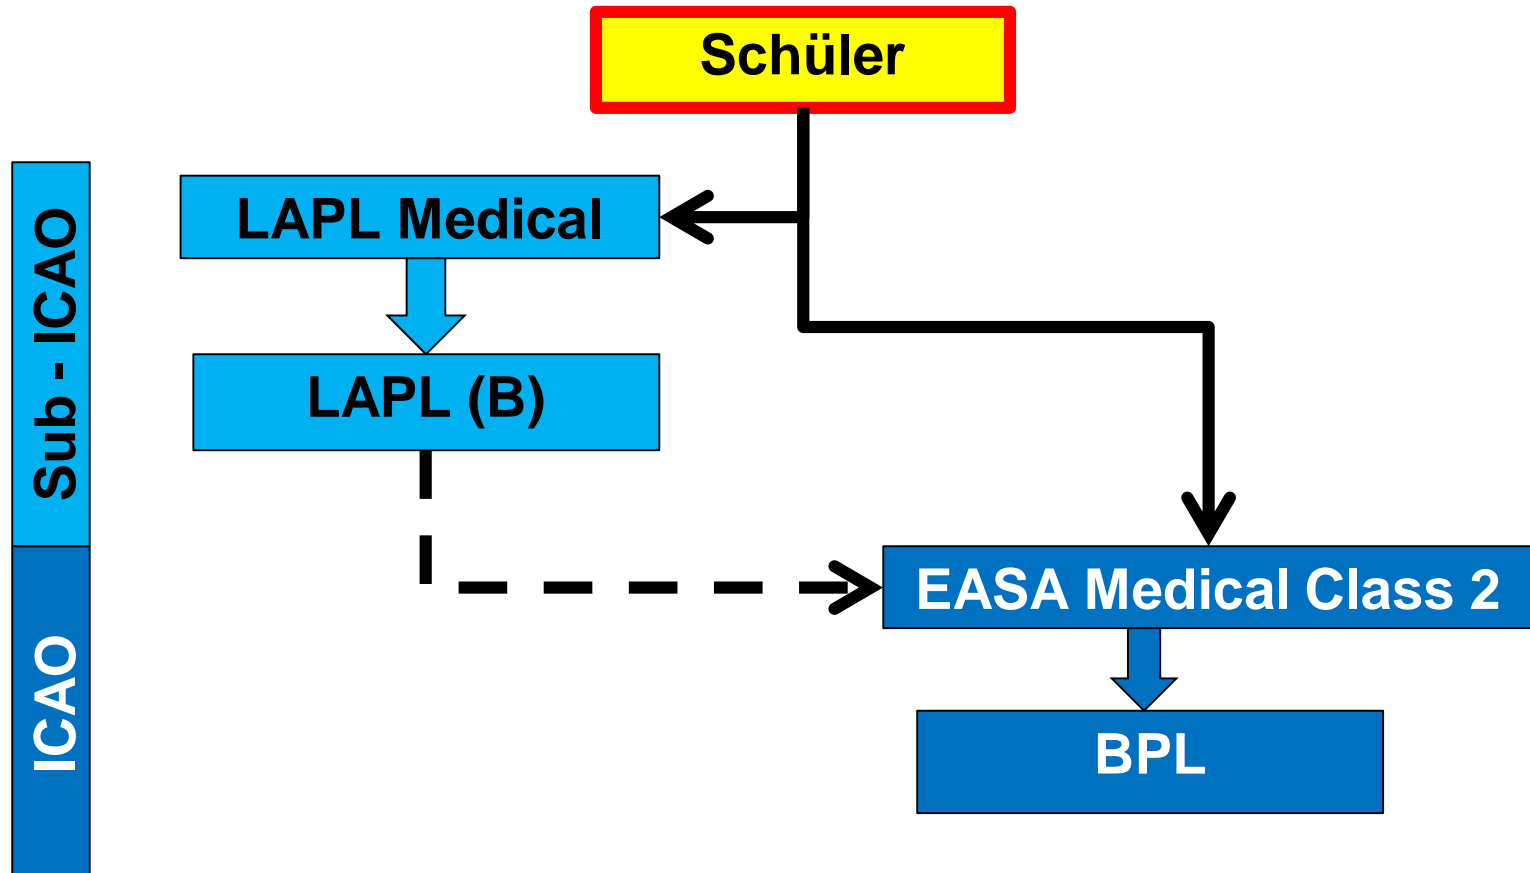 Schüler
LAPL Medical
LAPL (B)
Sub - ICAO
EASA Medical Class 2
BPL
ICAO